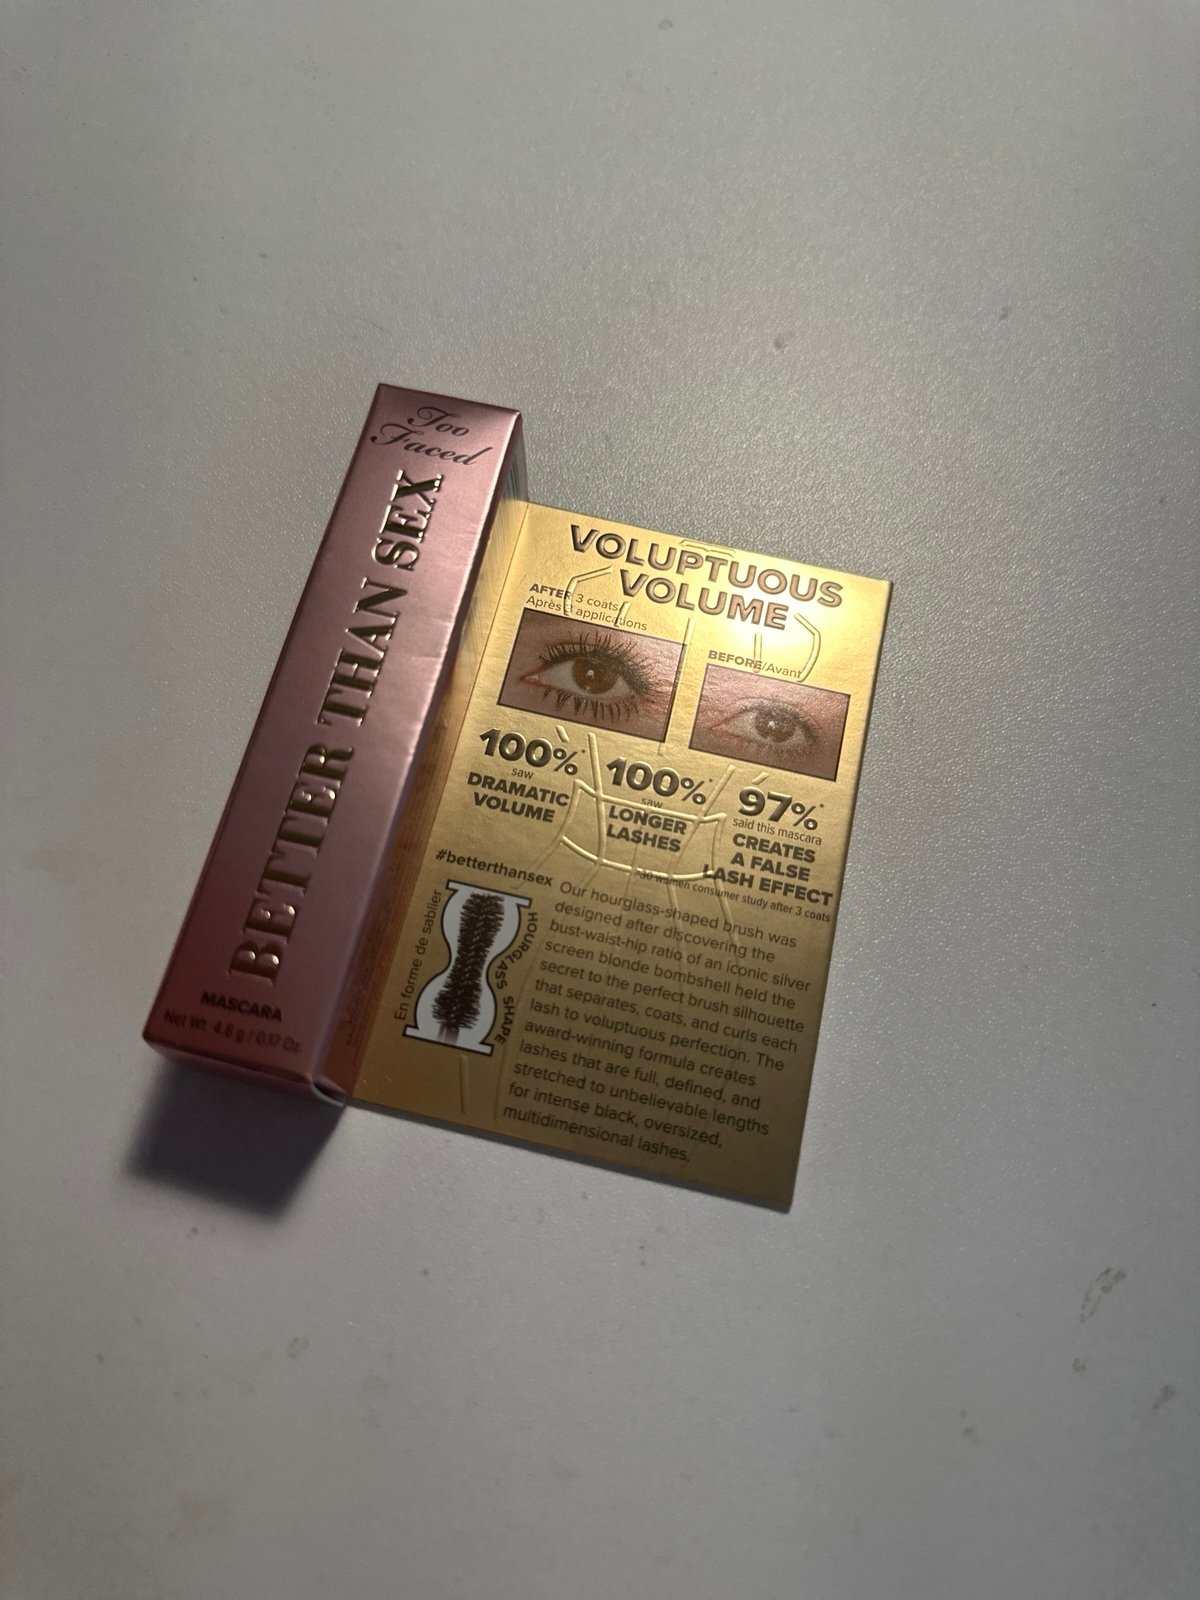 Too
Faced
BETTER THAN SEX
MASCARA
Net Wt. 4.8 g / 0.17 Oz.
VOLUPTUOUS
VOLUME
AFTER 3 coats/
Après 3 applications
BEFORE/Avant
100%*
saw
DRAMATIC
VOLUME
100%*
saw
LONGER
LASHES
97%*
said this mascara
CREATES
A FALSE
LASH EFFECT
*30 women consumer study after 3 coats
#betterthansex
En forme de sablier
HOURGLASS SHAPE
Our hourglass-shaped brush was
designed after discovering the
bust-waist-hip ratio of an iconic silver
screen blonde bombshell held the
secret to the perfect brush silhouette
that separates, coats, and curls each
lash to voluptuous perfection. The
award-winning formula creates
lashes that are full, defined, and
stretched to unbelievable lengths
for intense black, oversized,
multidimensional lashes.